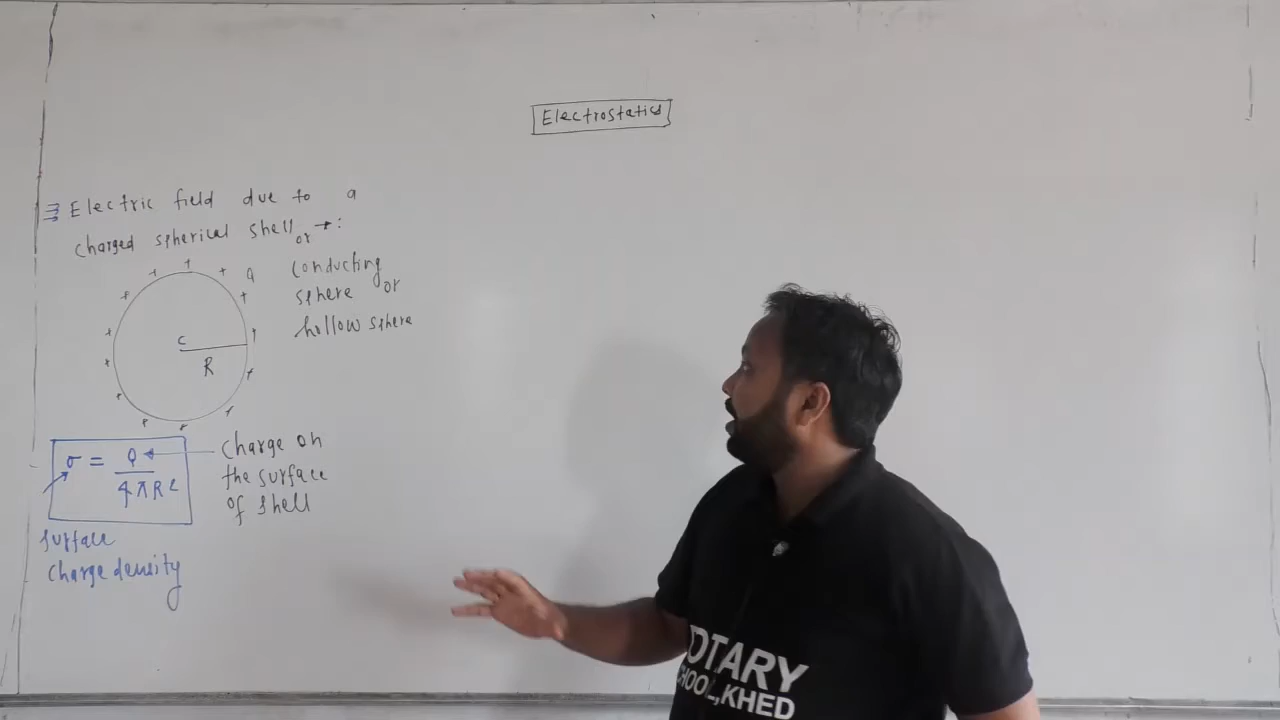 Electrostatics
⇒ Electric field due to a
charged spherical shell or →:
conducting
sphere or
hollow sphere
+ + + + + + + + + + + + + +
Q
C
R
σ = Q / 4πR²
charge on
the surface
of shell
surface
charge density
OTARY
CHOOL, KHED